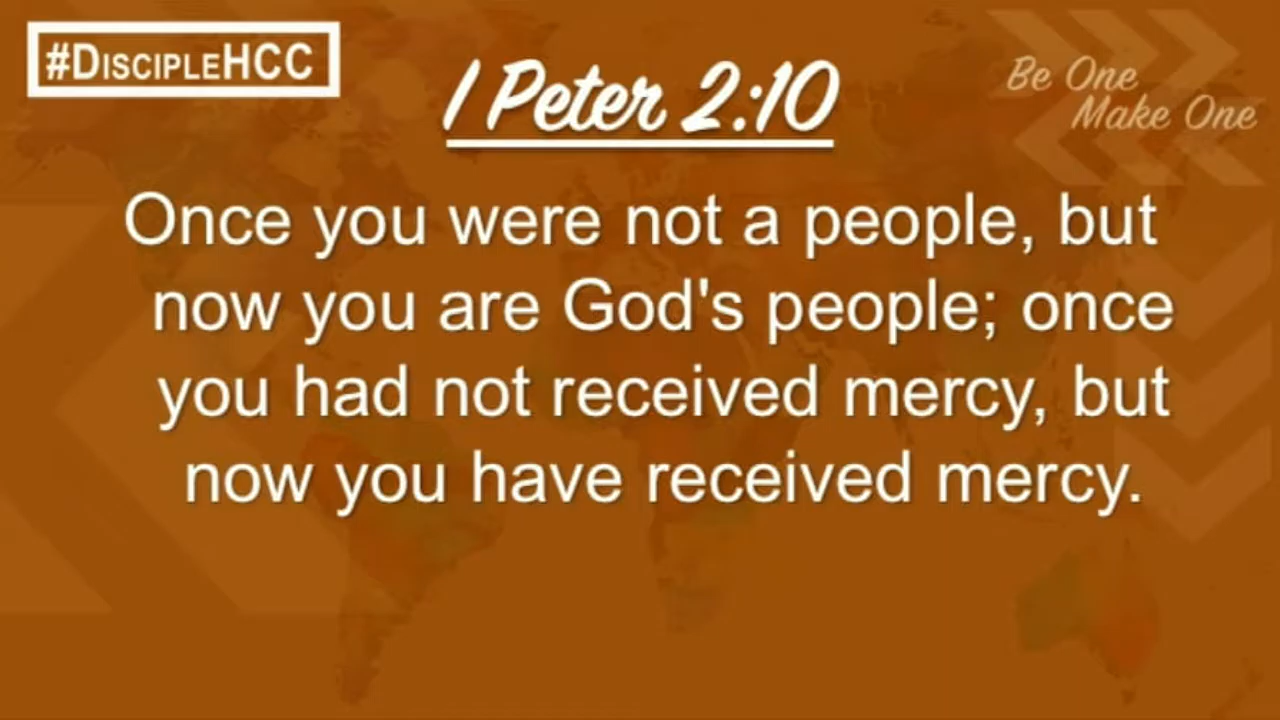 #DISCIPLEHCC
1 Peter 2:10
Be One
Make One
Once you were not a people, but
now you are God's people; once
you had not received mercy, but
now you have received mercy.